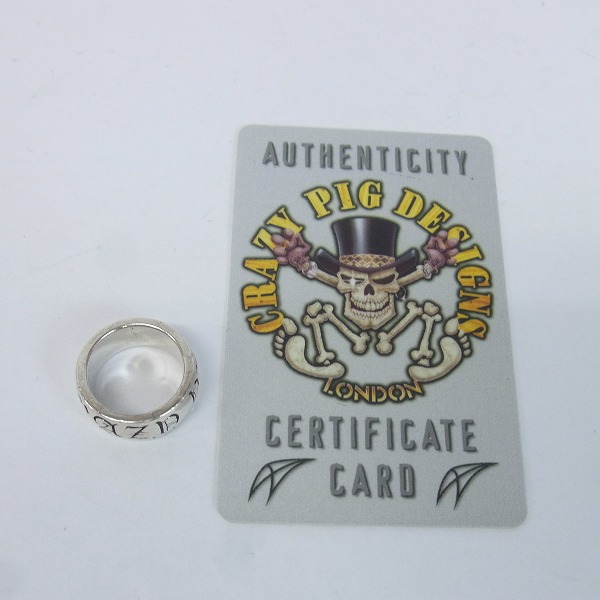 AUTHENTICITY
CRAZY PIG DESIGNS
LONDON
CERTIFICATE
CARD